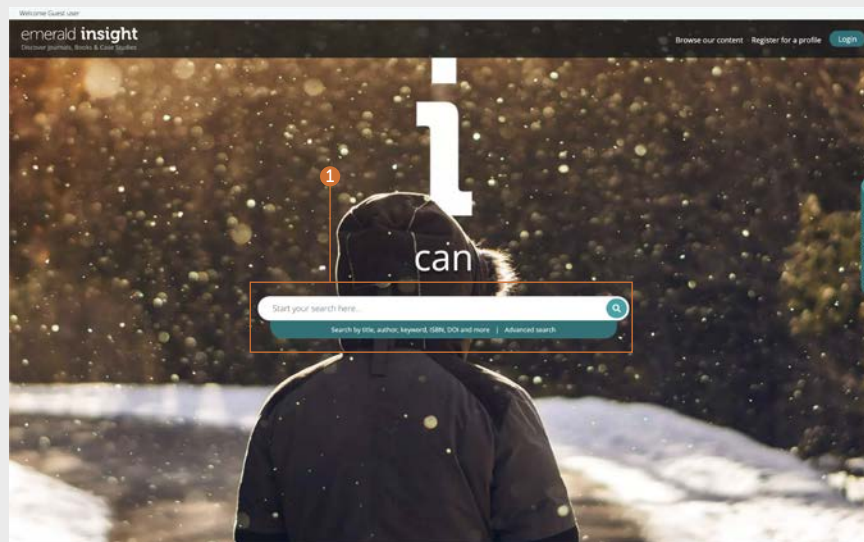 Welcome Guest user
emerald insight
Discover Journals, Books & Case Studies
Browse our content Register for a profile Login
i
1
can
Start your search here...
Search by title, author, keyword, ISBN, DOI and more | Advanced search